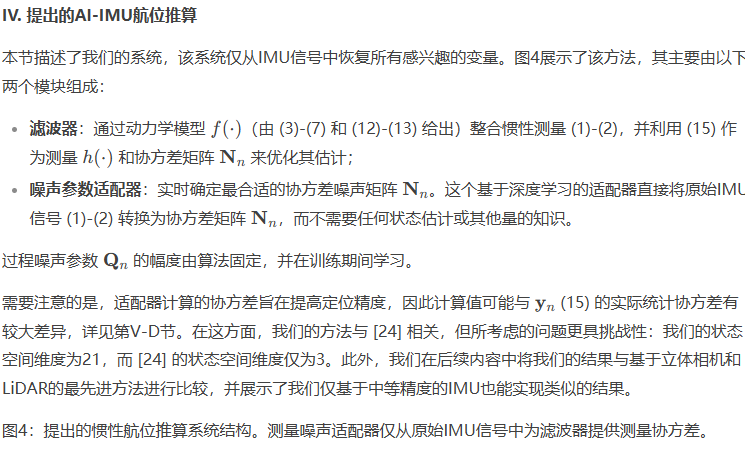 IV. 提出的AI-IMU航位推算
本节描述了我们的系统，该系统仅从IMU信号中恢复所有感兴趣的变量。图4展示了该方法，其主要由以下
两个模块组成：
• 滤波器：通过动力学模型 f(·)（由 (3)-(7) 和 (12)-(13) 给出）整合惯性测量 (1)-(2)，并利用 (15) 作
为测量 h(·) 和协方差矩阵 Nₙ 来优化其估计；
• 噪声参数适配器：实时确定最合适的协方差噪声矩阵 Nₙ。这个基于深度学习的适配器直接将原始IMU
信号 (1)-(2) 转换为协方差矩阵 Nₙ，而不需要任何状态估计或其他量的知识。
过程噪声参数 Qₙ 的幅度由算法固定，并在训练期间学习。
需要注意的是，适配器计算的协方差旨在提高定位精度，因此计算值可能与 yₙ (15) 的实际统计协方差有
较大差异，详见第V-D节。在这方面，我们的方法与 [24] 相关，但所考虑的问题更具挑战性：我们的状态
空间维度为21，而 [24] 的状态空间维度仅为3。此外，我们在后续内容中将我们的结果与基于立体相机和
LiDAR的最先进方法进行比较，并展示了我们仅基于中等精度的IMU也能实现类似的结果。
图4：提出的惯性航位推算系统结构。测量噪声适配器仅从原始IMU信号中为滤波器提供测量协方差。